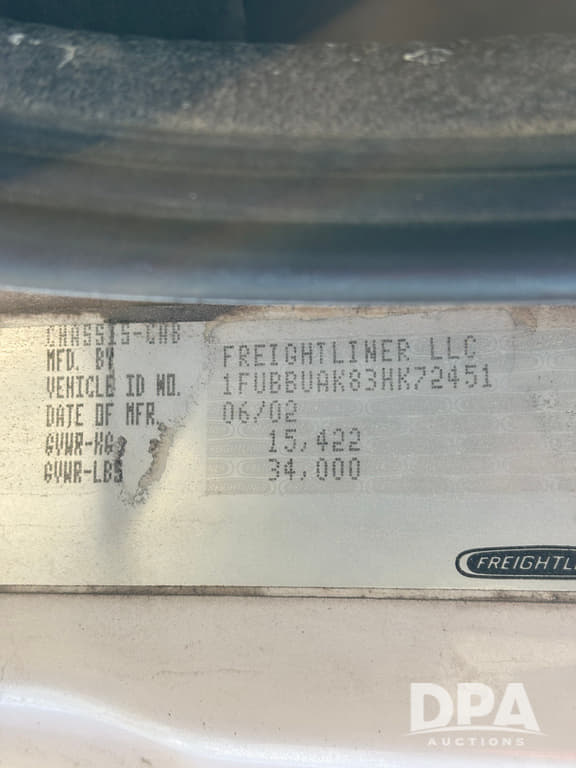 CHASSIS-CAB
MFD. BY FREIGHTLINER LLC
VEHICLE ID NO. 1FUBBUAK83HK72451
DATE OF MFR. 06/02
GVWR-KG 15,422
GVWR-LBS 34,000
FREIGHTLI
DPA
AUCTIONS